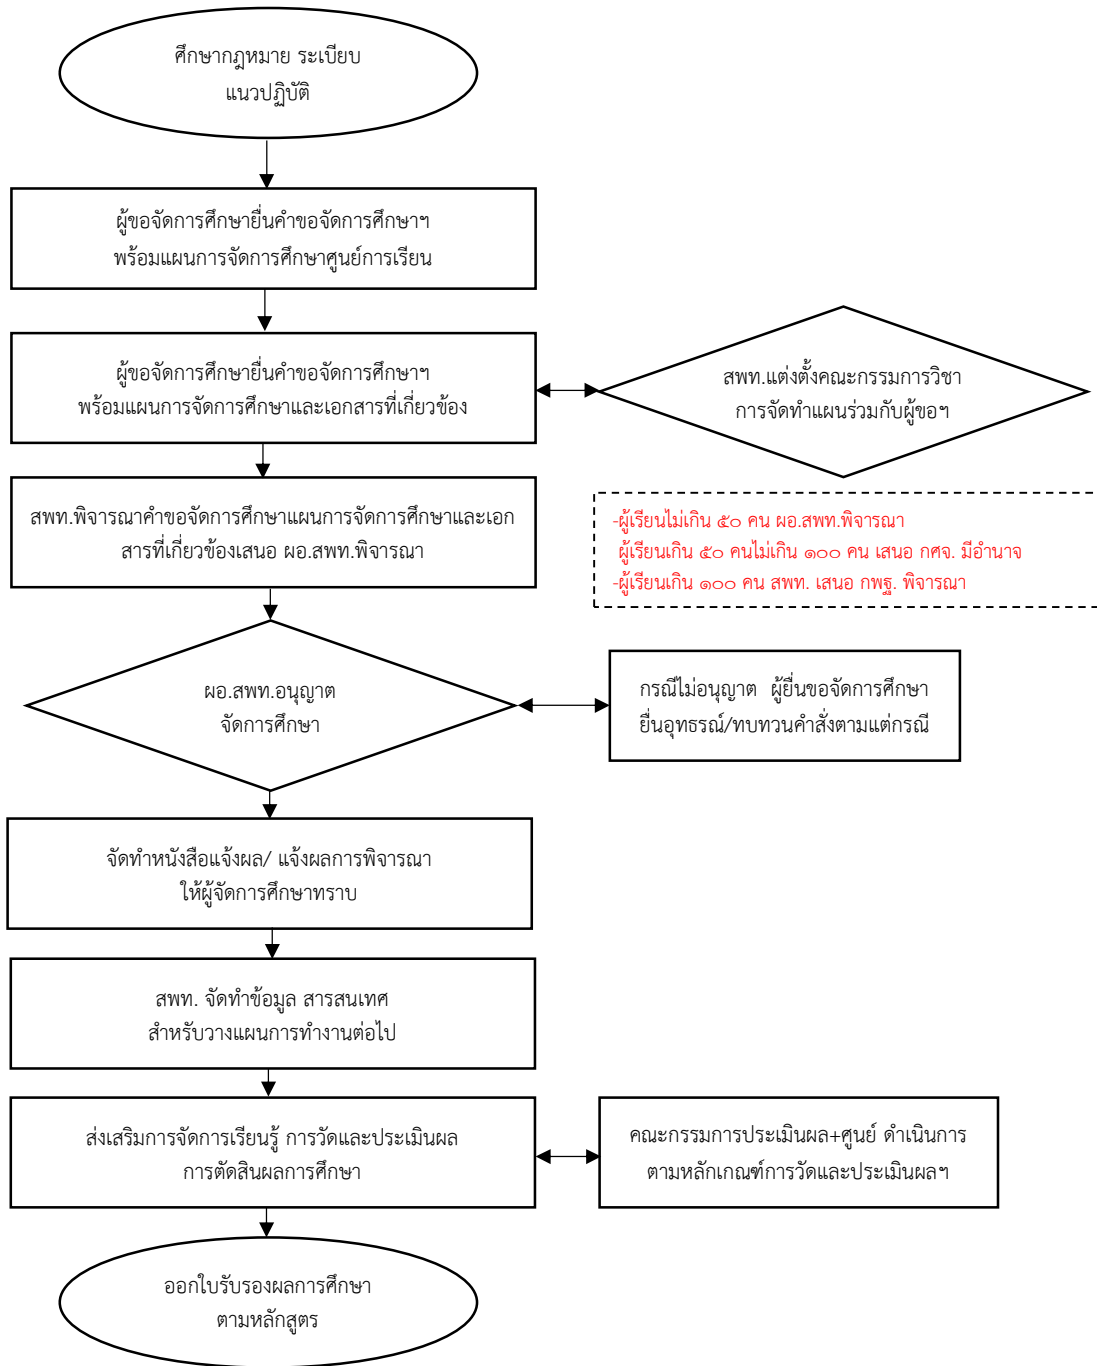 ศึกษากฎหมาย ระเบียบ
แนวปฏิบัติ
ผู้ขอจัดการศึกษายื่นคำขอจัดการศึกษาฯ
พร้อมแผนการจัดการศึกษาศูนย์การเรียน
ผู้ขอจัดการศึกษายื่นคำขอจัดการศึกษาฯ
พร้อมแผนการจัดการศึกษาและเอกสารที่เกี่ยวข้อง
สพท.แต่งตั้งคณะกรรมการวิชา
การจัดทำแผนร่วมกับผู้ขอฯ
สพท.พิจารณาคำขอจัดการศึกษาแผนการจัดการศึกษาและเอก
สารที่เกี่ยวข้องเสนอ ผอ.สพท.พิจารณา
-ผู้เรียนไม่เกิน ๕๐ คน ผอ.สพท.พิจารณา
ผู้เรียนเกิน ๕๐ คนไม่เกิน ๑๐๐ คน เสนอ กศจ. มีอำนาจ
-ผู้เรียนเกิน ๑๐๐ คน สพท. เสนอ กพฐ. พิจารณา
ผอ.สพท.อนุญาต
จัดการศึกษา
กรณีไม่อนุญาต ผู้ยื่นขอจัดการศึกษา
ยื่นอุทธรณ์/ทบทวนคำสั่งตามแต่กรณี
จัดทำหนังสือแจ้งผล/ แจ้งผลการพิจารณา
ให้ผู้จัดการศึกษาทราบ
สพท. จัดทำข้อมูล สารสนเทศ
สำหรับวางแผนการทำงานต่อไป
ส่งเสริมการจัดการเรียนรู้ การวัดและประเมินผล
การตัดสินผลการศึกษา
คณะกรรมการประเมินผล+ศูนย์ ดำเนินการ
ตามหลักเกณฑ์การวัดและประเมินผลฯ
ออกใบรับรองผลการศึกษา
ตามหลักสูตร